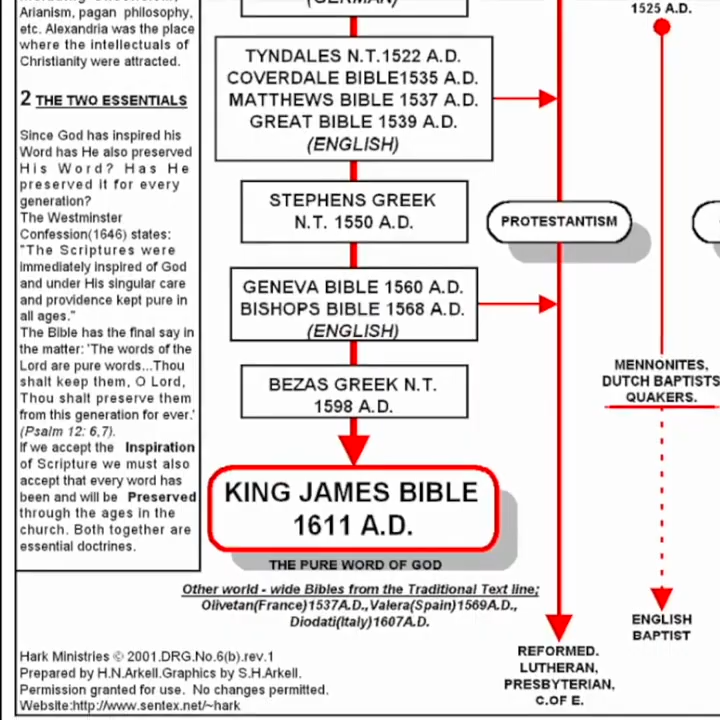 Arianism, pagan philosophy,
etc. Alexandria was the place
where the intellectuals of
Christianity were attracted.
2 THE TWO ESSENTIALS
Since God has inspired his
Word has He also preserved
His Word? Has He
preserved it for every
generation?
The Westminster
Confession(1646) states:
"The Scriptures were
immediately inspired of God
and under His singular care
and providence kept pure in
all ages."
The Bible has the final say in
the matter: 'The words of the
Lord are pure words...Thou
shalt keep them, O Lord,
Thou shalt preserve them
from this generation for ever.'
(Psalm 12: 6,7).
If we accept the Inspiration
of Scripture we must also
accept that every word has
been and will be Preserved
through the ages in the
church. Both together are
essential doctrines.
(GERMAN)
TYNDALES N.T.1522 A.D.
COVERDALE BIBLE1535 A.D.
MATTHEWS BIBLE 1537 A.D.
GREAT BIBLE 1539 A.D.
(ENGLISH)
STEPHENS GREEK
N.T. 1550 A.D.
GENEVA BIBLE 1560 A.D.
BISHOPS BIBLE 1568 A.D.
(ENGLISH)
BEZAS GREEK N.T.
1598 A.D.
KING JAMES BIBLE
1611 A.D.
THE PURE WORD OF GOD
Other world - wide Bibles from the Traditional Text line;
Olivetan(France)1537A.D.,Valera(Spain)1569A.D.,
Diodati(Italy)1607A.D.
PROTESTANTISM
REFORMED.
LUTHERAN,
PRESBYTERIAN,
C.OF E.
1525 A.D.
MENNONITES,
DUTCH BAPTISTS
QUAKERS.
ENGLISH
BAPTIST
Hark Ministries © 2001.DRG.No.6(b).rev.1
Prepared by H.N.Arkell.Graphics by S.H.Arkell.
Permission granted for use. No changes permitted.
Website:http://www.sentex.net/~hark